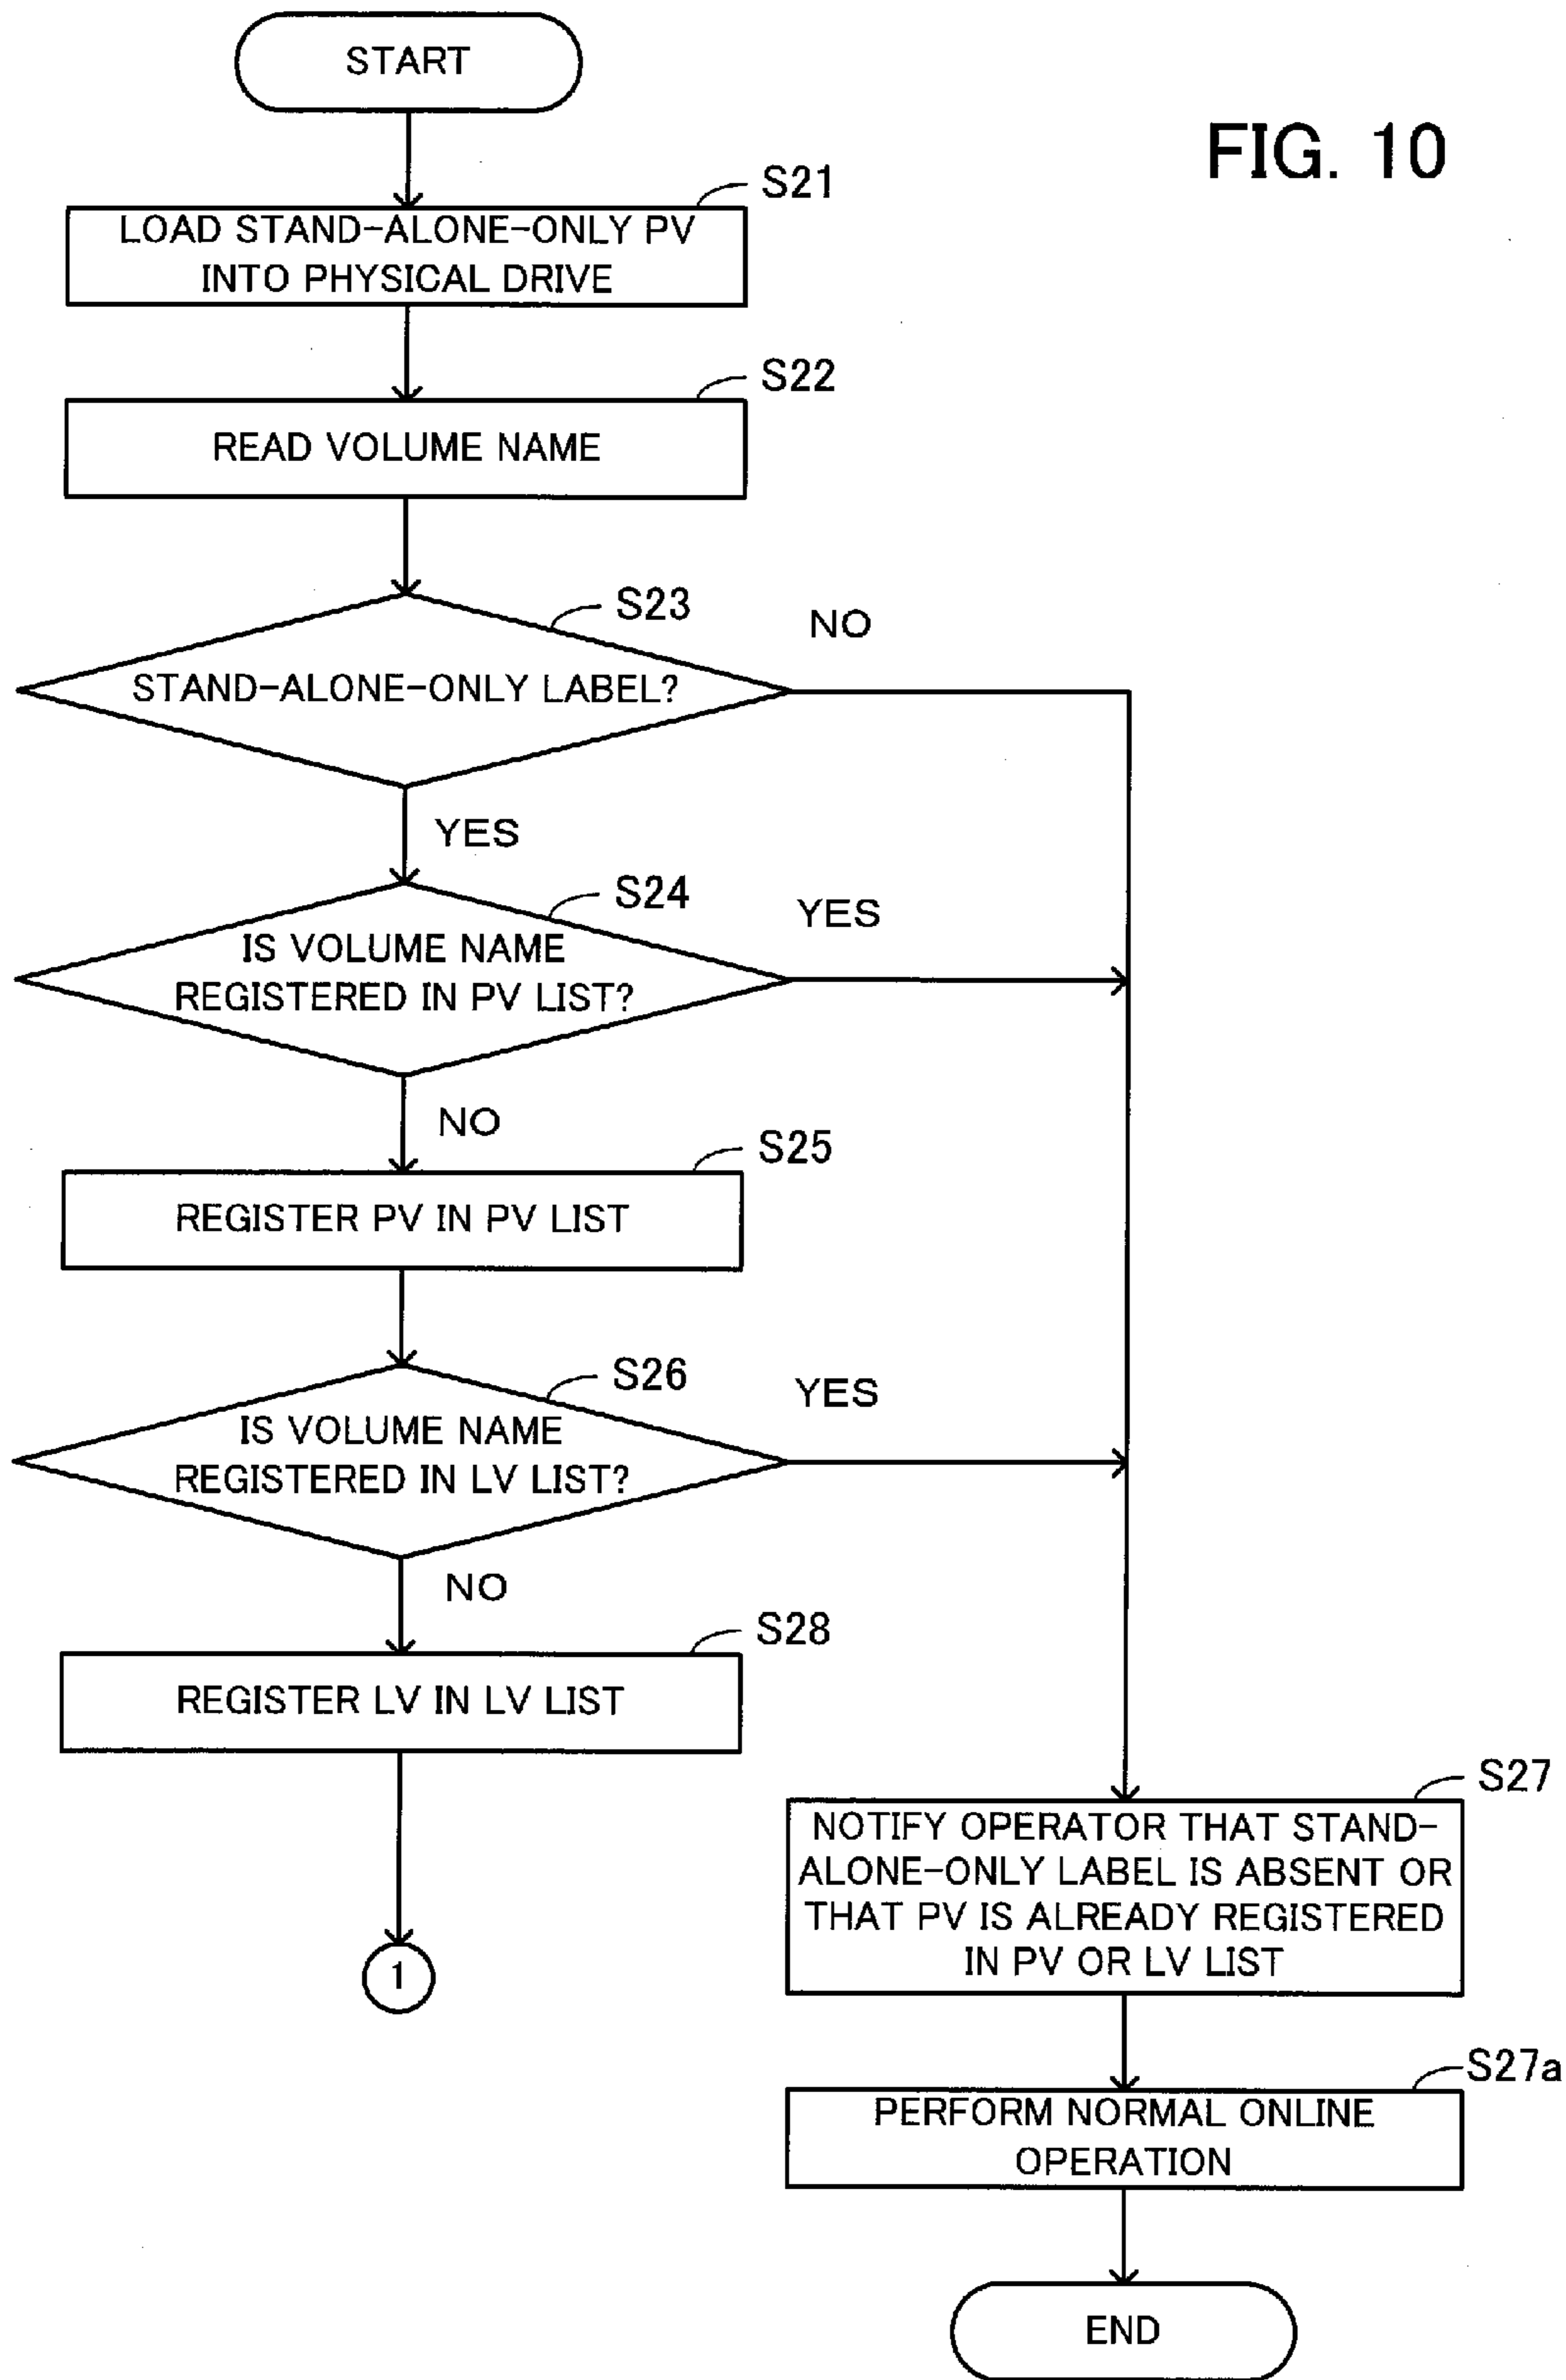 START
FIG. 10
S21
LOAD STAND-ALONE-ONLY PV
INTO PHYSICAL DRIVE
S22
READ VOLUME NAME
S23
NO
STAND-ALONE-ONLY LABEL?
YES
S24
YES
IS VOLUME NAME
REGISTERED IN PV LIST?
NO
S25
REGISTER PV IN PV LIST
S26
YES
IS VOLUME NAME
REGISTERED IN LV LIST?
NO
S28
REGISTER LV IN LV LIST
1
S27
NOTIFY OPERATOR THAT STAND-
ALONE-ONLY LABEL IS ABSENT OR
THAT PV IS ALREADY REGISTERED
IN PV OR LV LIST
S27a
PERFORM NORMAL ONLINE
OPERATION
END